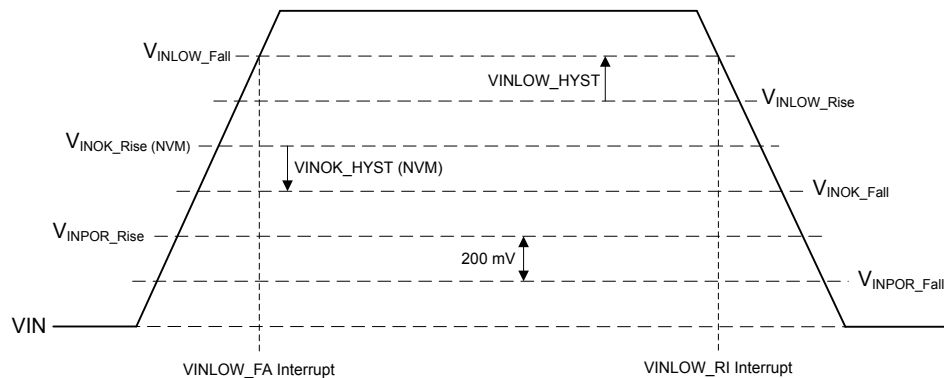 VINLOW_Fall
VINLOW_HYST
VINLOW_Rise
VINOK_Rise (NVM)
VINOK_HYST (NVM)
VINOK_Fall
VINPOR_Rise
200 mV
VINPOR_Fall
VIN
VINLOW_FA Interrupt
VINLOW_RI Interrupt